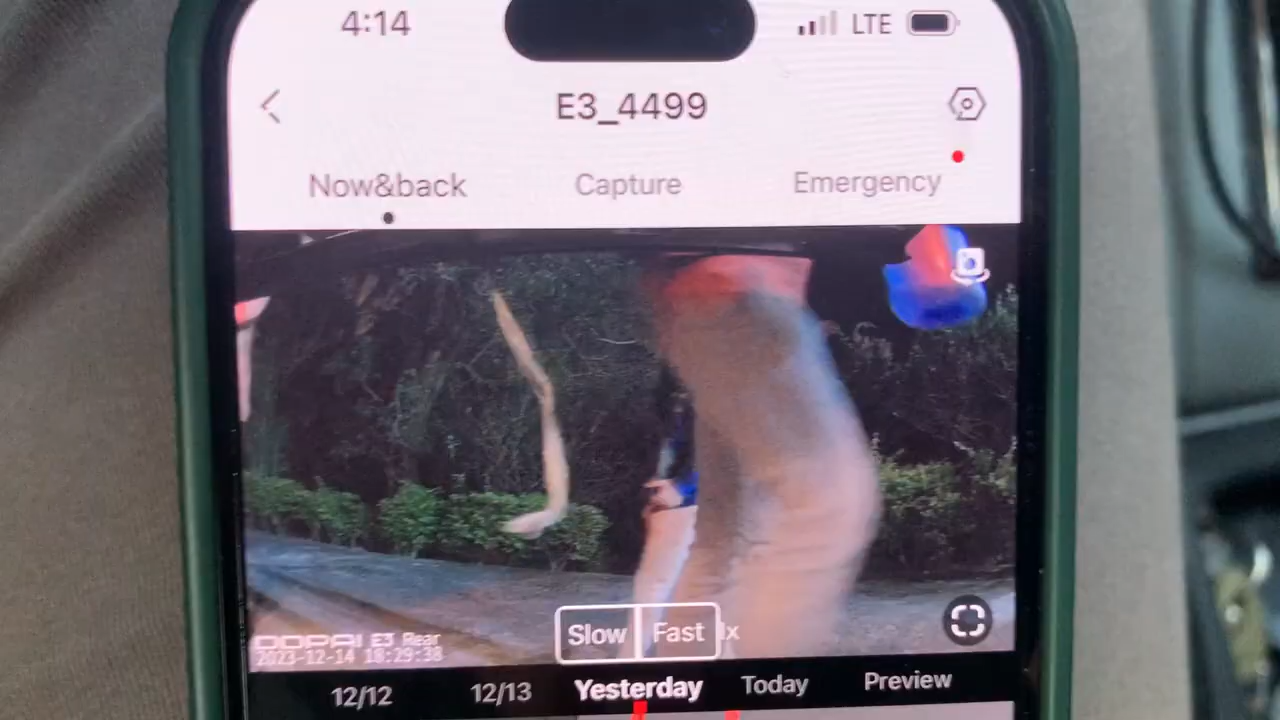 4:14 LTE
E3_4499
Now&back Capture Emergency
DDPAI E3 Rear
2023-12-14 18:29:38
Slow Fast 1x
12/12 12/13 Yesterday Today Preview